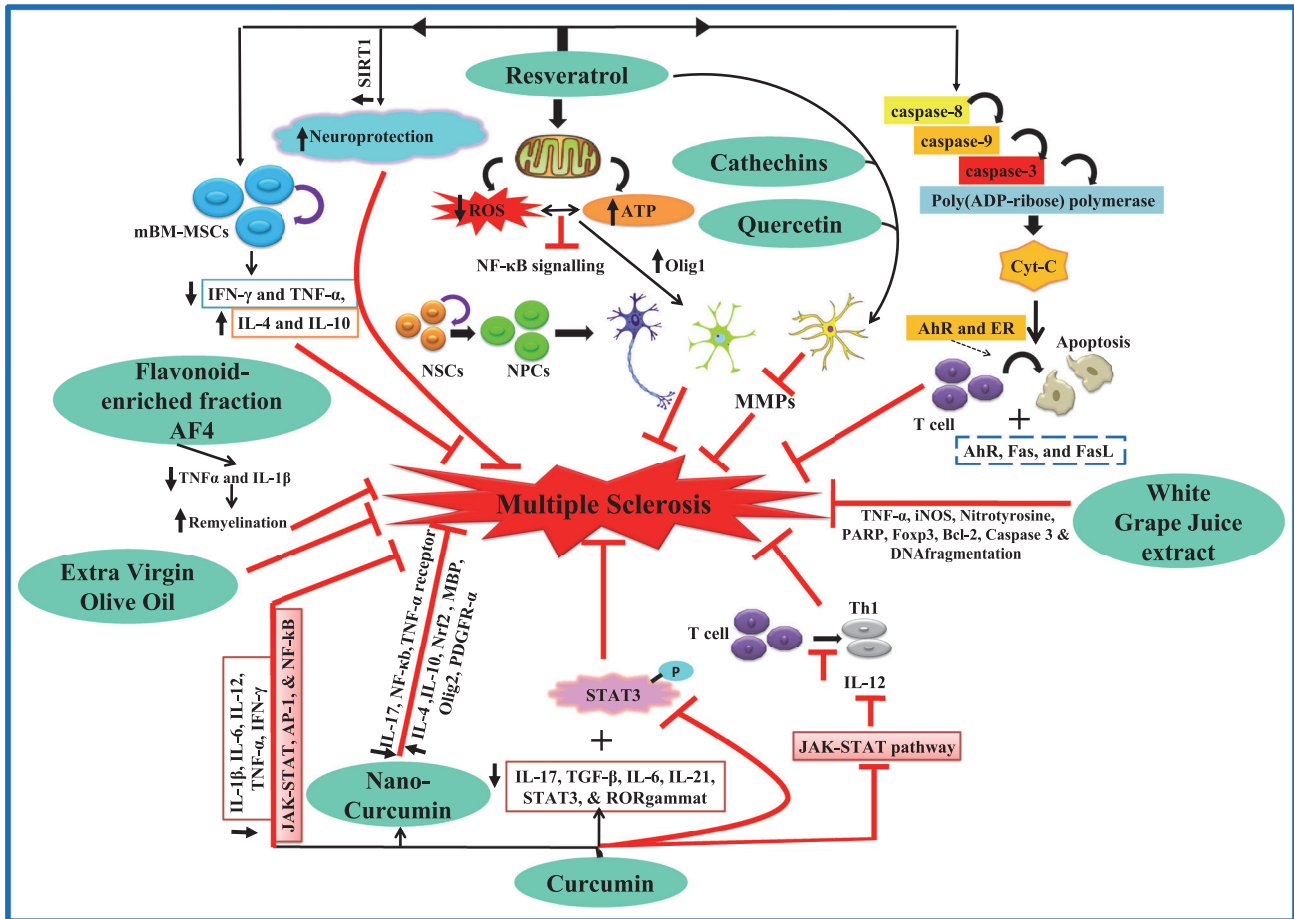 Resveratrol
SIRT1
Neuroprotection
mBM-MSCs
IFN-γ and TNF-α,
IL-4 and IL-10
ROS
ATP
NF-κB signalling
Olig1
NSCs
NPCs
Cathechins
Quercetin
MMPs
caspase-8
caspase-9
caspase-3
Poly(ADP-ribose) polymerase
Cyt-C
AhR and ER
Apoptosis
T cell
+
AhR, Fas, and FasL
Flavonoid-
enriched fraction
AF4
TNFα and IL-1β
Remyelination
Extra Virgin
Olive Oil
Multiple Sclerosis
White
Grape Juice
extract
TNF-α, iNOS, Nitrotyrosine,
PARP, Foxp3, Bcl-2, Caspase 3 &
DNAfragmentation
IL-1β, IL-6, IL-12,
TNF-α, IFN-γ
JAK-STAT, AP-1, & NF-kB
IL-17, NF-κb,TNF-α receptor
IL-4 ,IL-10, Nrf2 , MBP,
Olig2, PDGFR-α
Nano-
Curcumin
STAT3
P
+
IL-17, TGF-β, IL-6, IL-21,
STAT3, & RORgammat
T cell
Th1
IL-12
JAK-STAT pathway
Curcumin